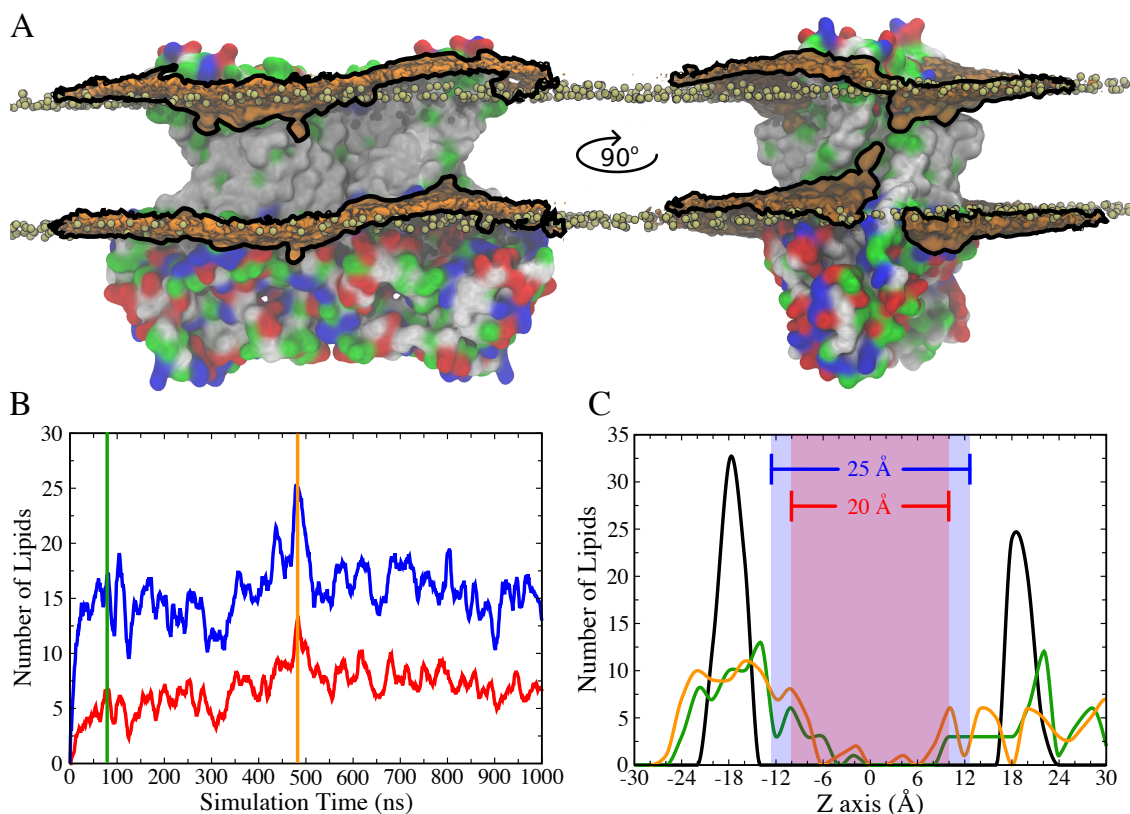 A
90°
B
C
30
25
20
15
10
5
0
Number of Lipids
0 100 200 300 400 500 600 700 800 900 1000
Simulation Time (ns)
35
30
25
20
15
10
5
0
Number of Lipids
25 Å
20 Å
-30 -24 -18 -12 -6 0 6 12 18 24 30
Z axis (Å)